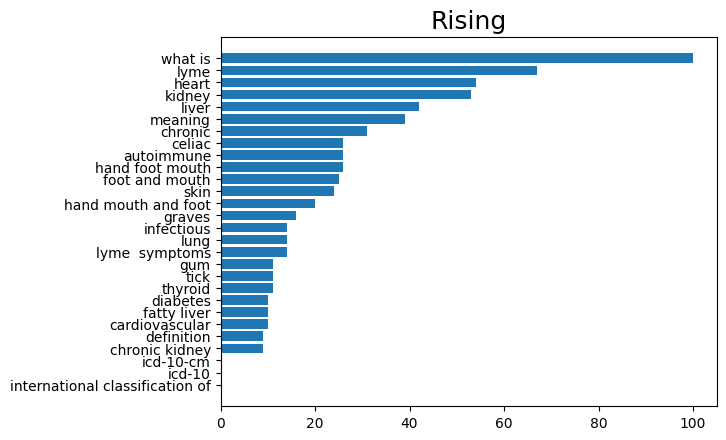 Rising
what is
lyme
heart
kidney
liver
meaning
chronic
celiac
autoimmune
hand foot mouth
foot and mouth
skin
hand mouth and foot
graves
infectious
lung
lyme  symptoms
gum
tick
thyroid
diabetes
fatty liver
cardiovascular
definition
chronic kidney
icd-10-cm
icd-10
international classification of
0 20 40 60 80 100